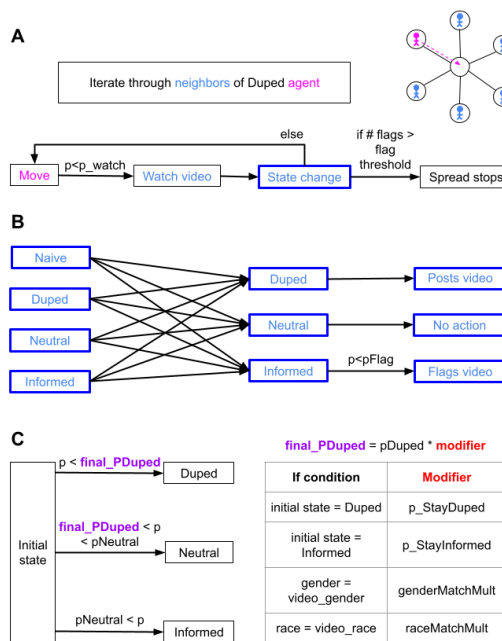 A
Iterate through neighbors of Duped agent
else
p<p_watch
if # flags >
flag
threshold
Move
Watch video
State change
Spread stops
B
Naive
Duped
Neutral
Informed
Duped
Neutral
Informed
p<pFlag
Posts video
No action
Flags video
C
Initial
state
p < final_PDuped
Duped
final_PDuped < p
< pNeutral
Neutral
pNeutral < p
Informed
final_PDuped = pDuped * modifier
If condition
Modifier
initial state = Duped
p_StayDuped
initial state =
Informed
p_StayInformed
gender =
video_gender
genderMatchMult
race = video_race
raceMatchMult